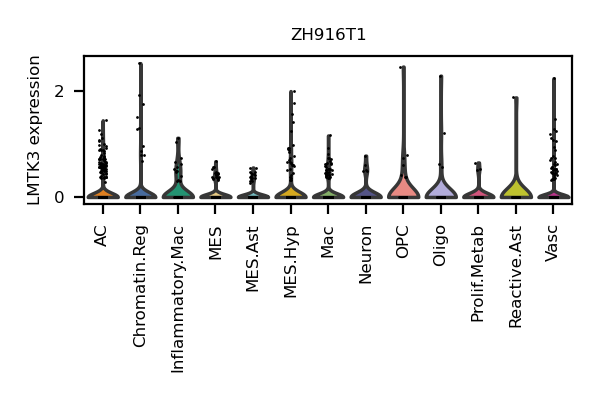 ZH916T1
LMTK3 expression
2
0
AC
Chromatin.Reg
Inflammatory.Mac
MES
MES.Ast
MES.Hyp
Mac
Neuron
OPC
Oligo
Prolif.Metab
Reactive.Ast
Vasc